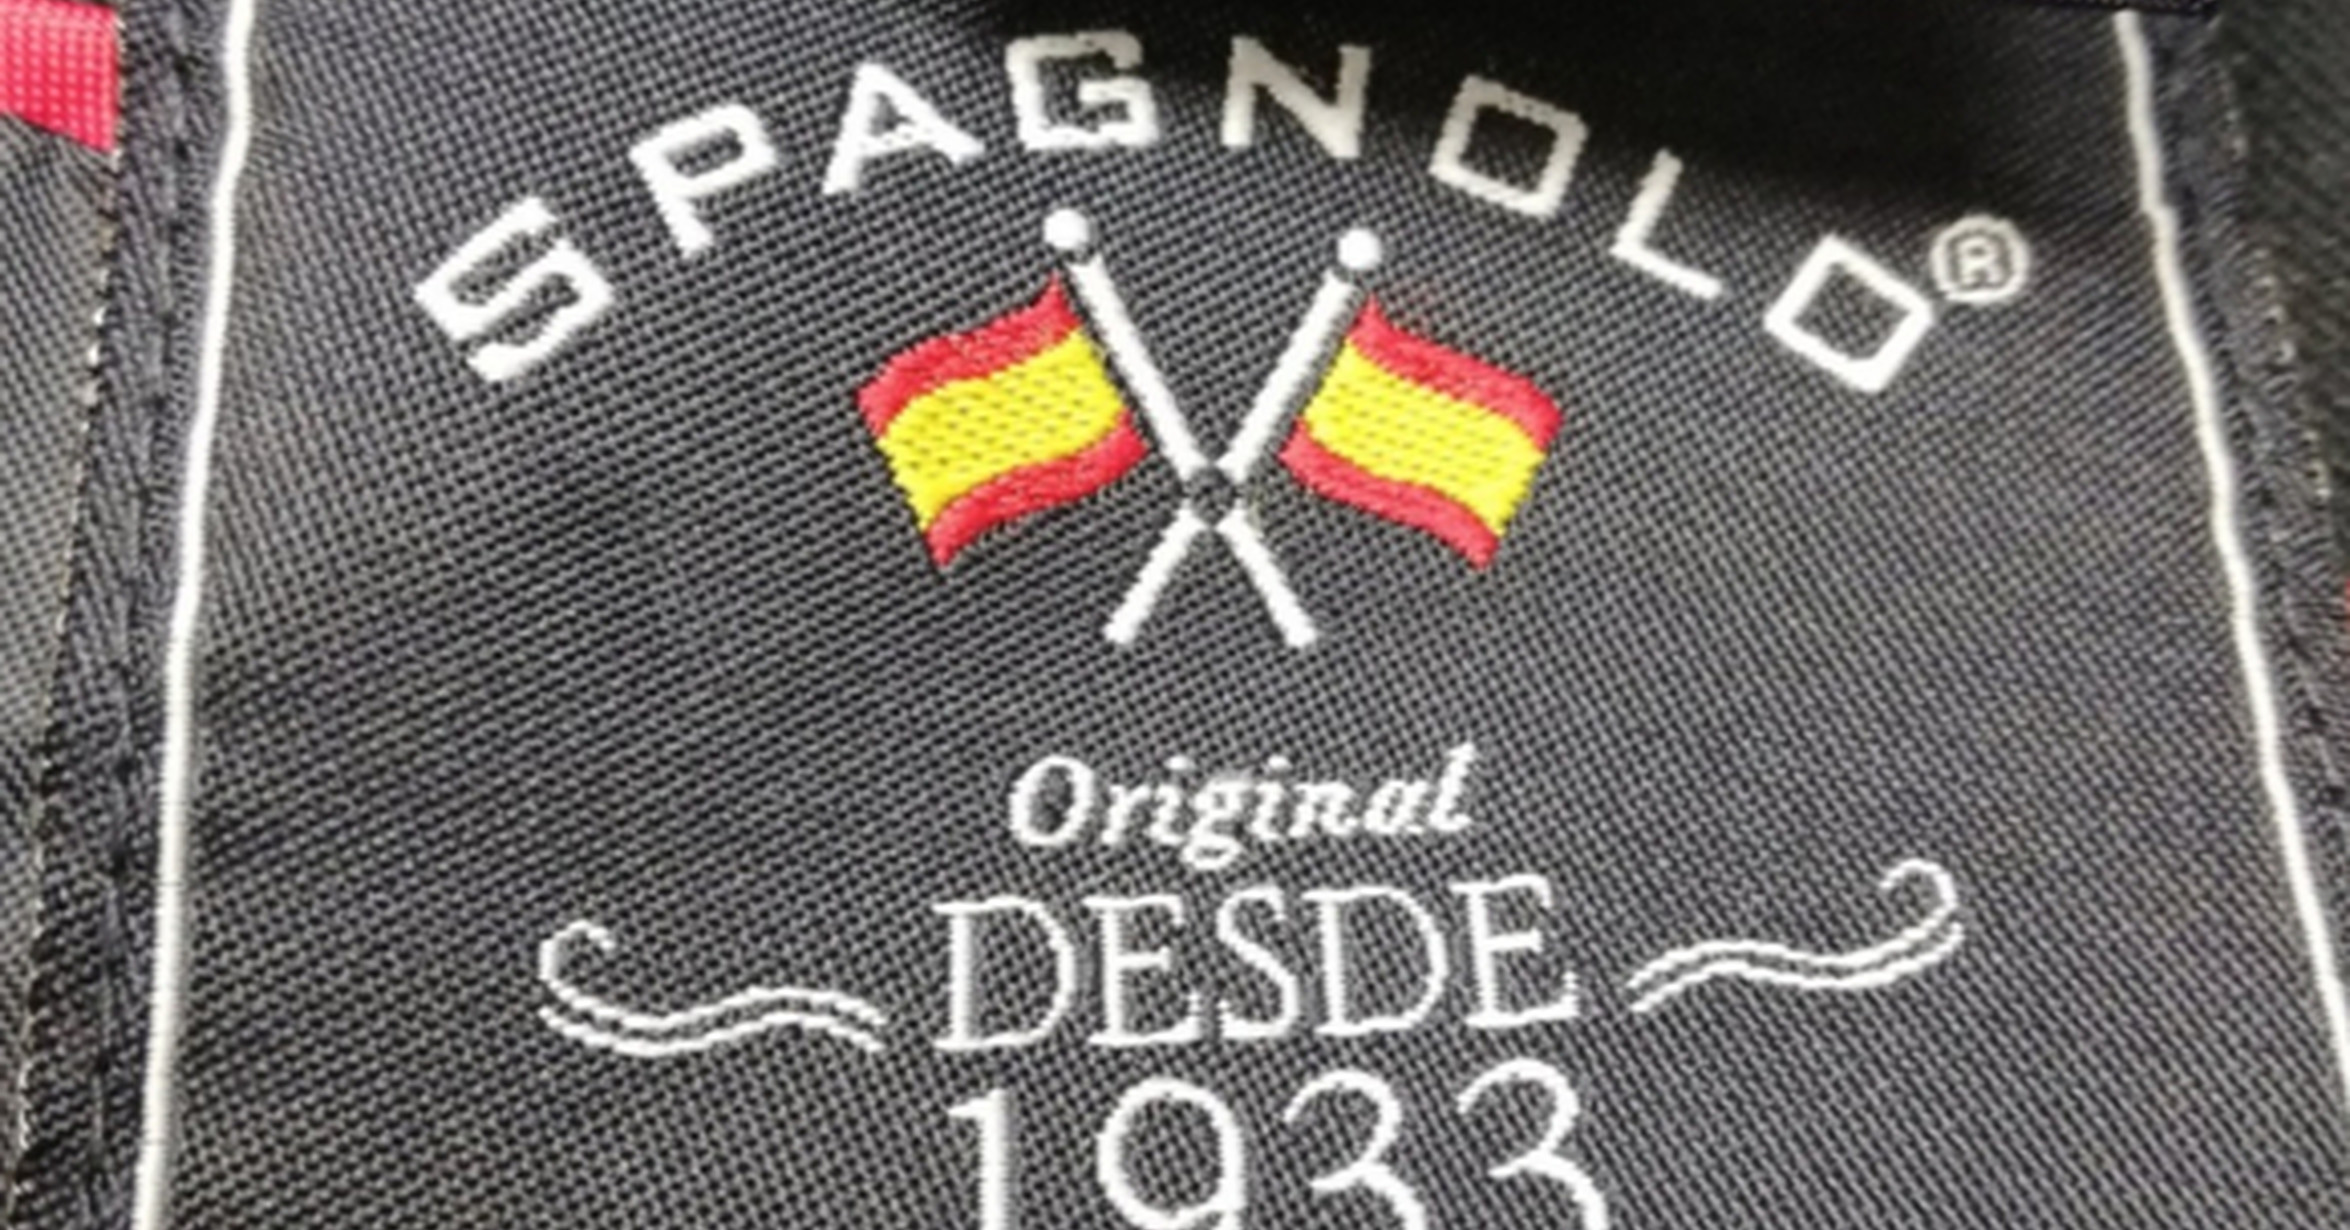 SPAGNOLO®
Original
DESDE
1933